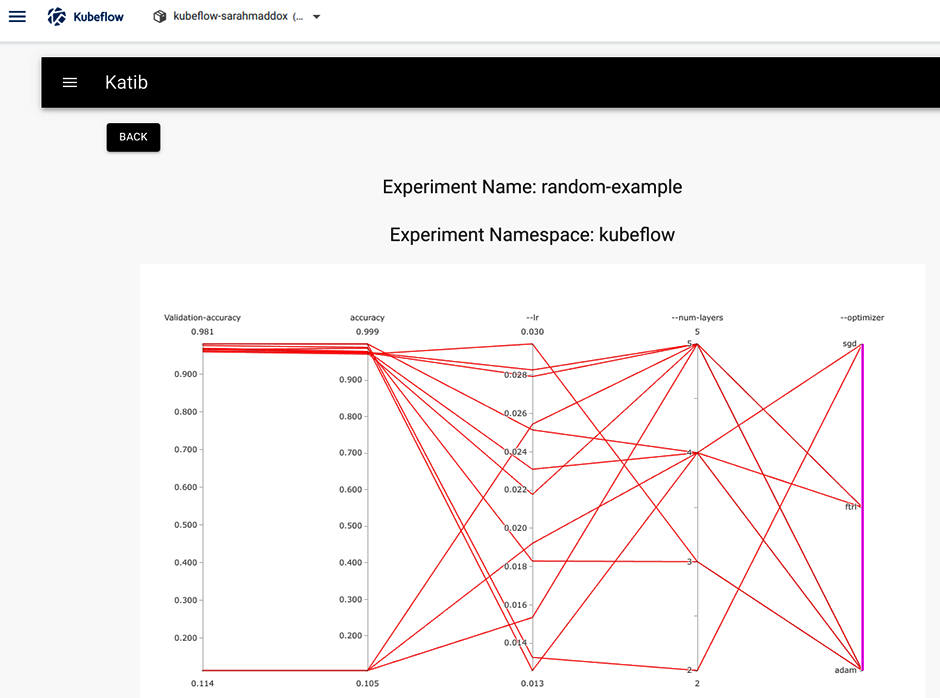 Kubeflow
kubeflow-sarahmaddox (...
Katib
BACK
Experiment Name: random-example
Experiment Namespace: kubeflow
Validation-accuracy accuracy --lr --num-layers --optimizer
0.981 0.999 0.030 5
5 sgd
0.900 0.900 0.028
0.800 0.800 0.026
0.700 0.700 0.024 4
0.600 0.600 0.022
0.500 0.500 0.020 ftrl
0.400 0.400 0.018 3
0.300 0.300 0.016
0.200 0.200 0.014
2 adam
0.114 0.105 0.013 2